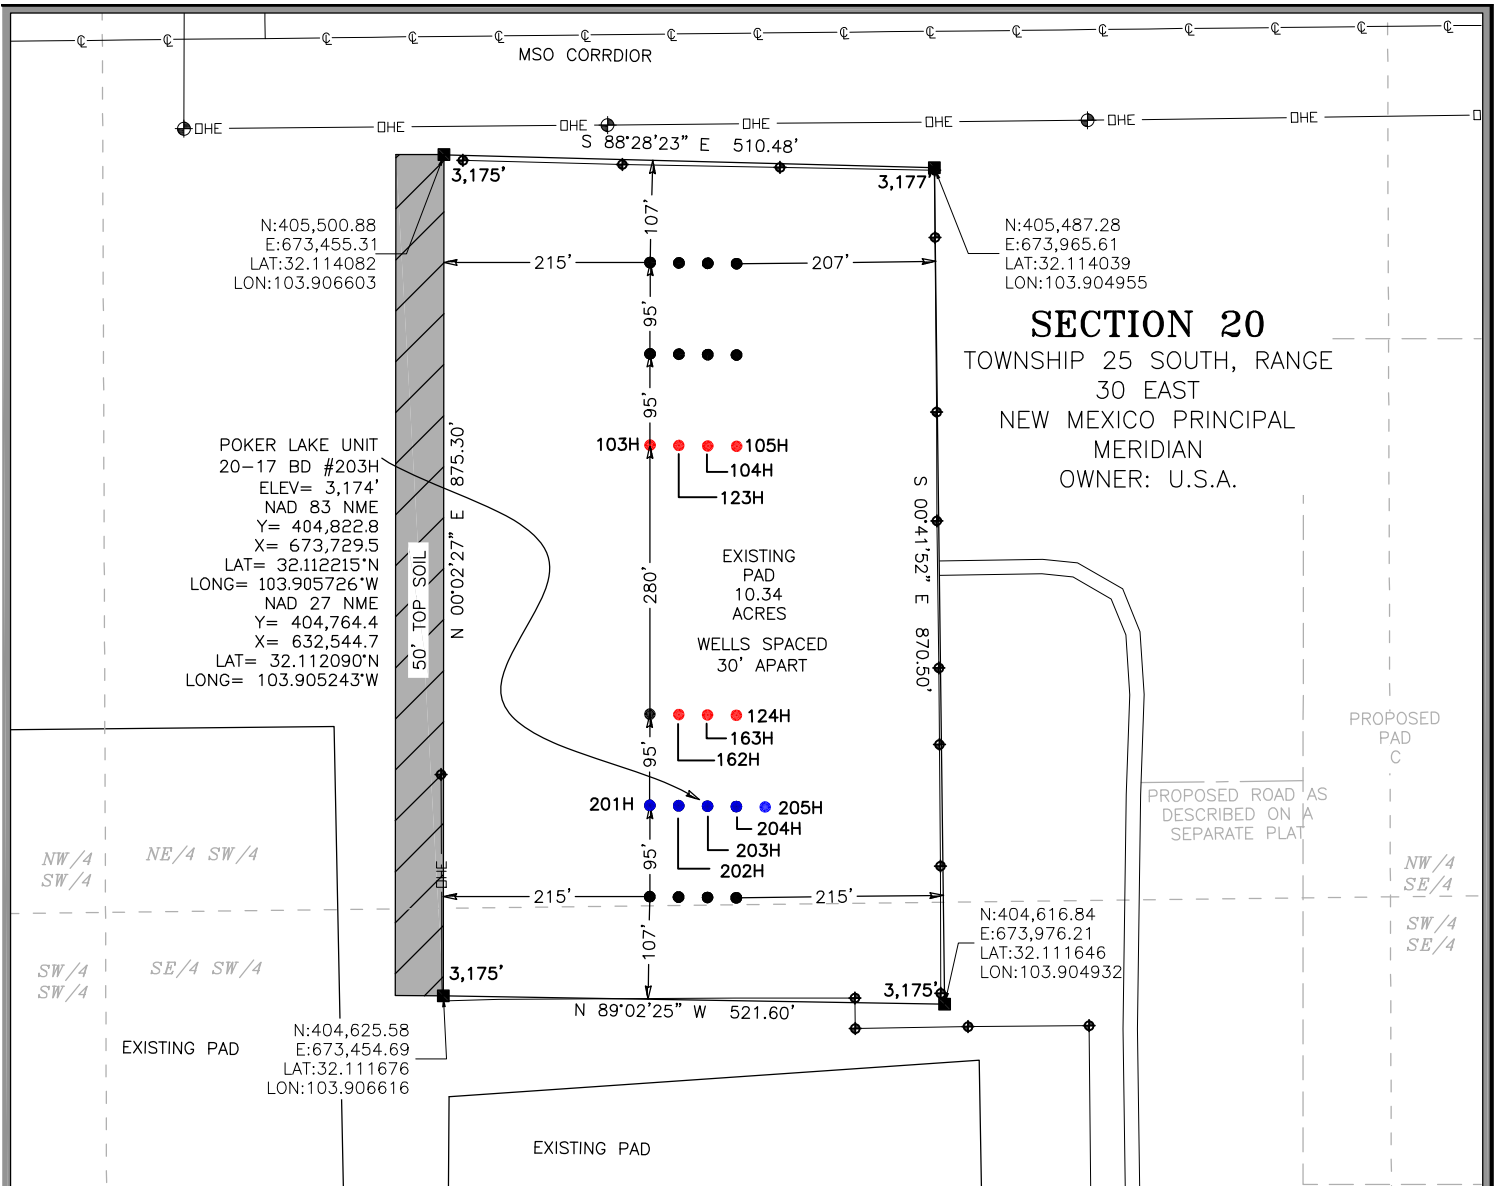 MSO CORRDIOR
OHE OHE OHE OHE OHE OHE OHE
S 88°28'23" E 510.48'
3,175'
3,177'
N:405,500.88
E:673,455.31
LAT:32.114082
LON:103.906603
N:405,487.28
E:673,965.61
LAT:32.114039
LON:103.904955
107'
215'
207'
95'
95'
SECTION 20
TOWNSHIP 25 SOUTH, RANGE
30 EAST
NEW MEXICO PRINCIPAL
MERIDIAN
OWNER: U.S.A.
103H
105H
104H
123H
POKER LAKE UNIT
20-17 BD #203H
ELEV= 3,174'
NAD 83 NME
Y= 404,822.8
X= 673,729.5
LAT= 32.112215°N
LONG= 103.905726°W
NAD 27 NME
Y= 404,764.4
X= 632,544.7
LAT= 32.112090°N
LONG= 103.905243°W
50' TOP SOIL
N 00°02'27" E 875.30'
280'
EXISTING
PAD
10.34
ACRES
WELLS SPACED
30' APART
S 00°41'52" E 870.50'
124H
163H
162H
95'
201H
205H
204H
203H
202H
95'
OHE
215'
215'
107'
PROPOSED
PAD
C
PROPOSED ROAD AS
DESCRIBED ON A
SEPARATE PLAT
NW/4
SW/4
NE/4 SW/4
NW/4
SE/4
SW/4
SW/4
SE/4 SW/4
SW/4
SE/4
N:404,616.84
E:673,976.21
LAT:32.111646
LON:103.904932
3,175'
3,175'
N 89°02'25" W 521.60'
N:404,625.58
E:673,454.69
LAT:32.111676
LON:103.906616
EXISTING PAD
EXISTING PAD